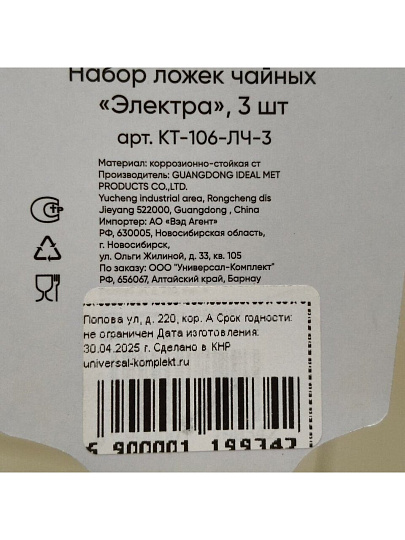 Набор ложек чайных
«Электра», 3 шт
арт. КТ-106-ЛЧ-3
Материал: коррозионно-стойкая ст
Производитель: GUANGDONG IDEAL MET
PRODUCTS CO.,LTD.
Yucheng industrial area, Rongcheng dis
Jieyang 522000, Guangdong , China
Импортер: АО «Вэд Агент»
РФ, 630005, Новосибирская область,
г. Новосибирск,
ул. Ольги Жилиной, д. 33, кв. 105
По заказу: ООО "Универсал-Комплект"
РФ, 656067, Алтайский край, Барнау
Попова ул, д. 220, кор. А Срок годности:
не ограничен Дата изготовления:
30.04.2025 г. Сделано в КНР
universal-komplekt.ru
6 900001 199747